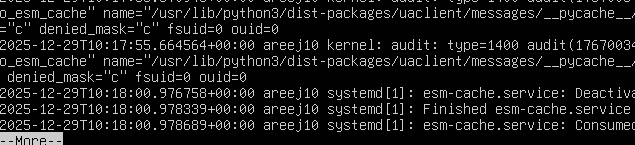 o_esm_cache" name="/usr/lib/python3/dist-packages/uaclient/messages/__pycache__/
="c" denied_mask="c" fsuid=0 ouid=0
2025-12-29T10:17:55.664564+00:00 areej10 kernel: audit: type=1400 audit(17670034
o_esm_cache" name="/usr/lib/python3/dist-packages/uaclient/messages/__pycache__/
 denied_mask="c" fsuid=0 ouid=0
2025-12-29T10:18:00.976758+00:00 areej10 systemd[1]: esm-cache.service: Deactiva
2025-12-29T10:18:00.978339+00:00 areej10 systemd[1]: Finished esm-cache.service
2025-12-29T10:18:00.978689+00:00 areej10 systemd[1]: esm-cache.service: Consumed
--More--